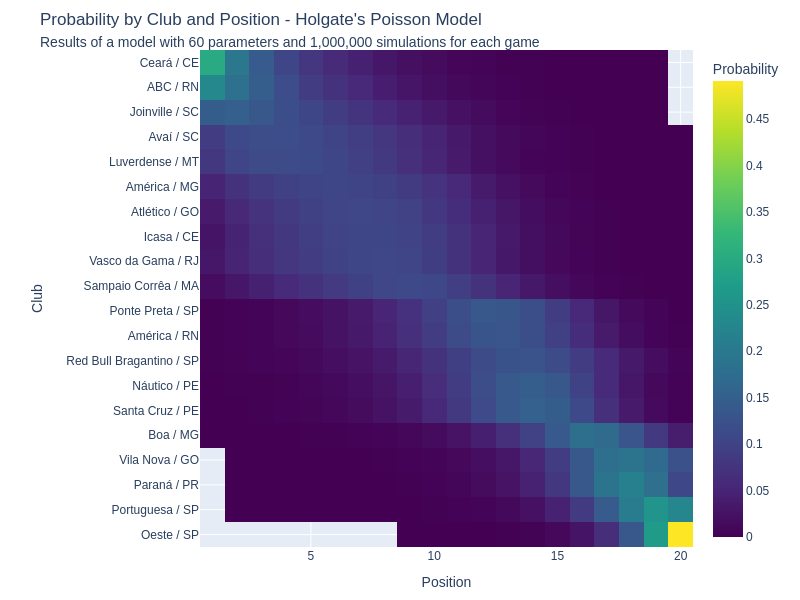 Probability by Club and Position - Holgate's Poisson Model
Results of a model with 60 parameters and 1,000,000 simulations for each game
Probability
Club
Ceará / CE
ABC / RN
Joinville / SC
Avaí / SC
Luverdense / MT
América / MG
Atlético / GO
Icasa / CE
Vasco da Gama / RJ
Sampaio Corrêa / MA
Ponte Preta / SP
América / RN
Red Bull Bragantino / SP
Náutico / PE
Santa Cruz / PE
Boa / MG
Vila Nova / GO
Paraná / PR
Portuguesa / SP
Oeste / SP
5 10 15 20
Position
0.45
0.4
0.35
0.3
0.25
0.2
0.15
0.1
0.05
0